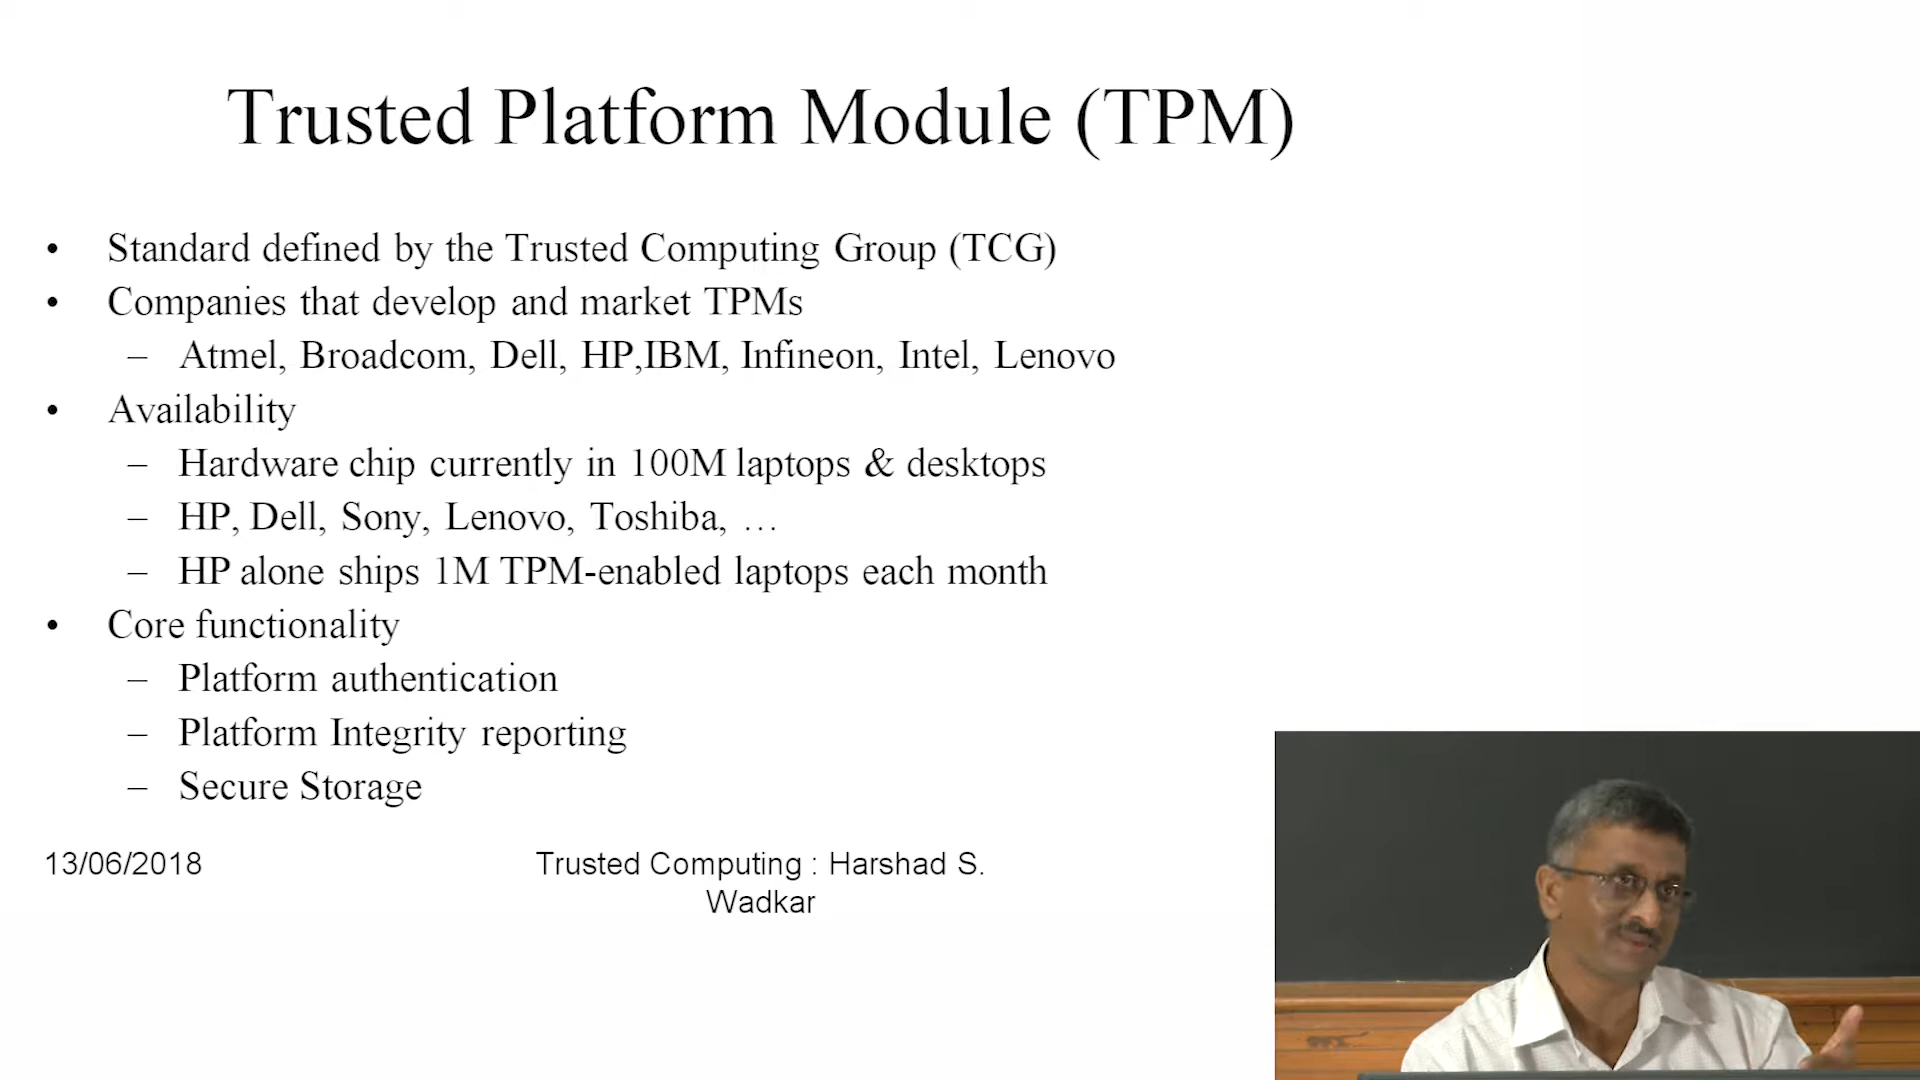 Trusted Platform Module (TPM)
• Standard defined by the Trusted Computing Group (TCG)
• Companies that develop and market TPMs
– Atmel, Broadcom, Dell, HP,IBM, Infineon, Intel, Lenovo
• Availability
– Hardware chip currently in 100M laptops & desktops
– HP, Dell, Sony, Lenovo, Toshiba, …
– HP alone ships 1M TPM-enabled laptops each month
• Core functionality
– Platform authentication
– Platform Integrity reporting
– Secure Storage
13/06/2018
Trusted Computing : Harshad S.
Wadkar